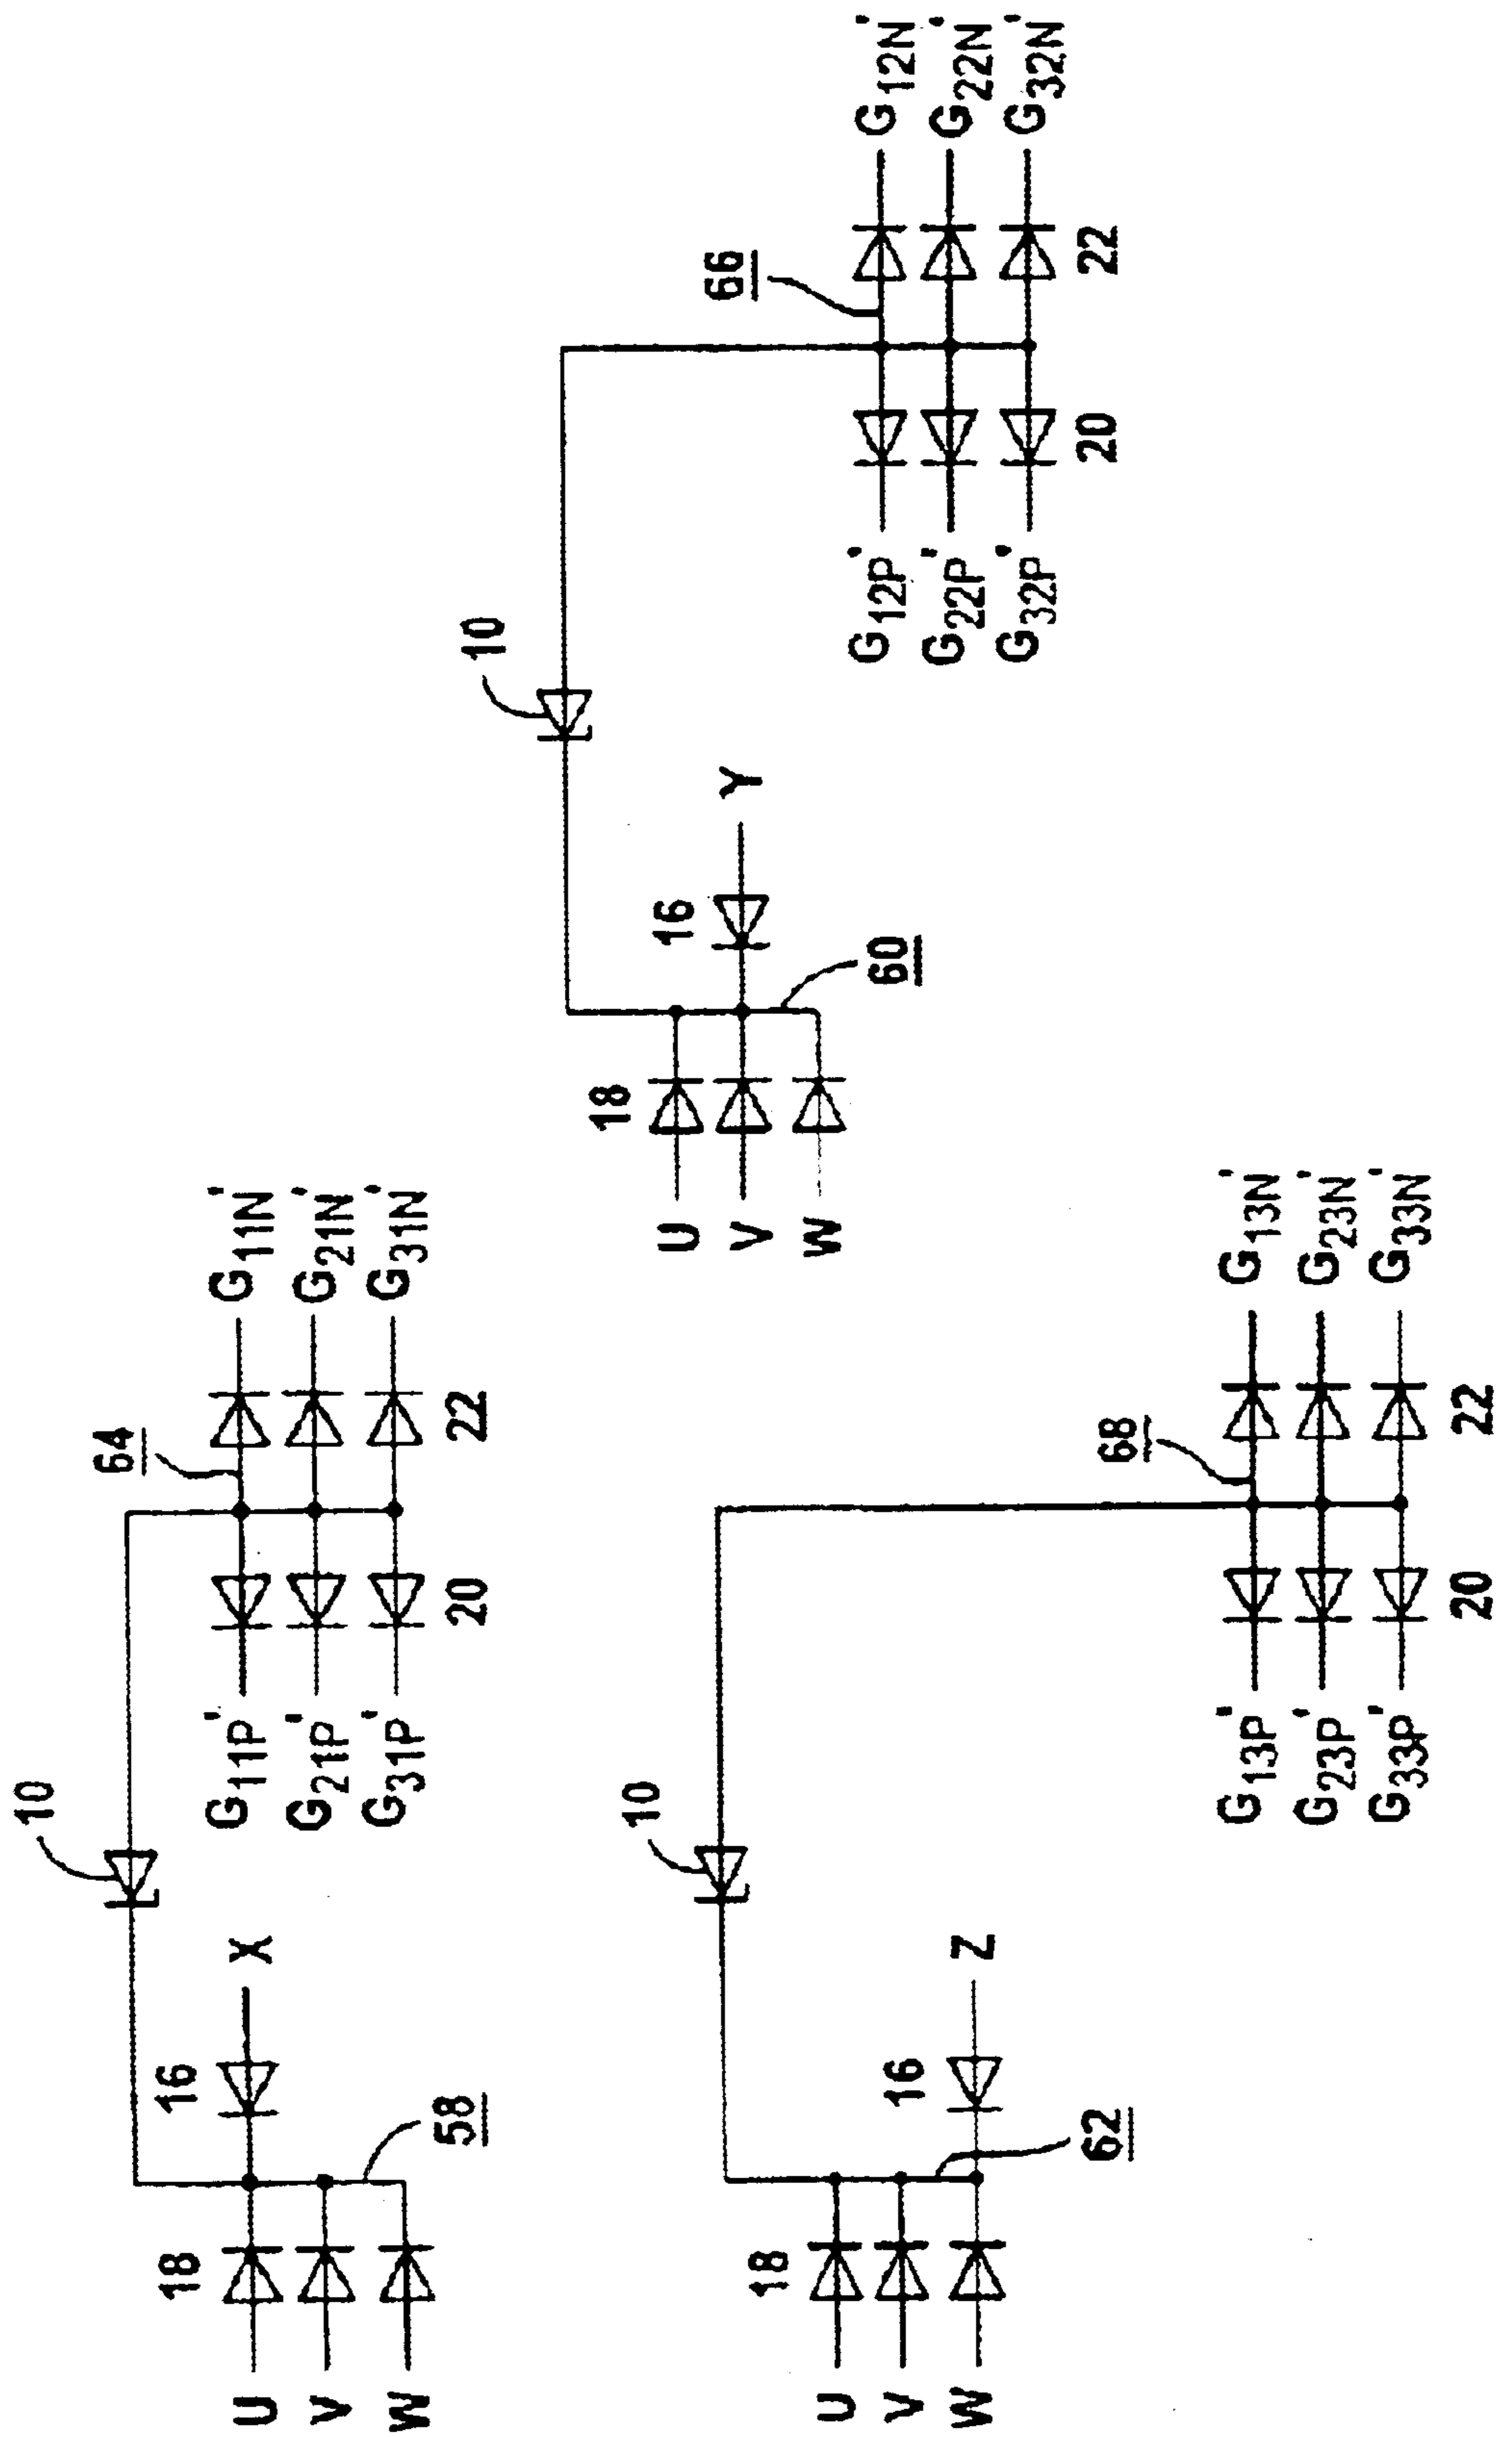 10
64
G11P' G11N'
G21P' G21N'
G31P' G31N'
20 22
18 16 X
U
V
W
58
10
66
G12P' G12N'
G22P' G22N'
G32P' G32N'
20 22
18 16 Y
U
V
W
60
10
68
G13P' G13N'
G23P' G23N'
G33P' G33N'
20 22
18 16 Z
U
V
W
62